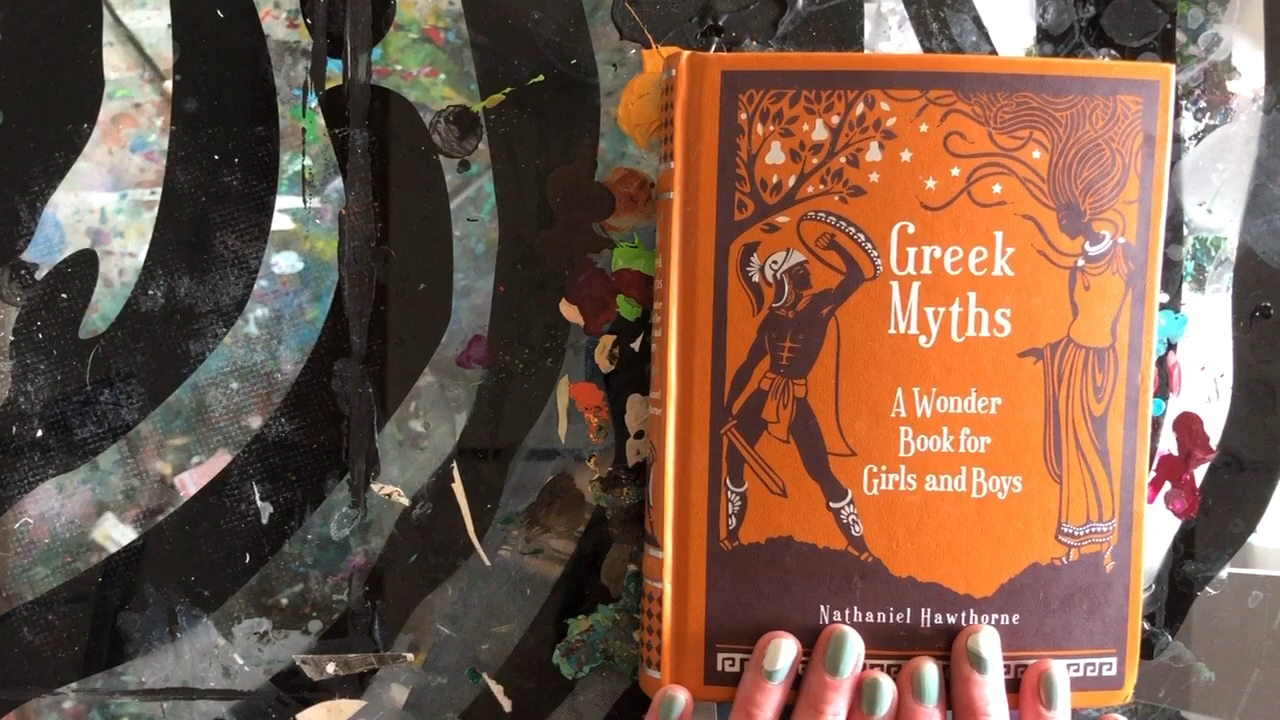 Greek
Myths
A Wonder
Book for
Girls and Boys
Nathaniel Hawthorne